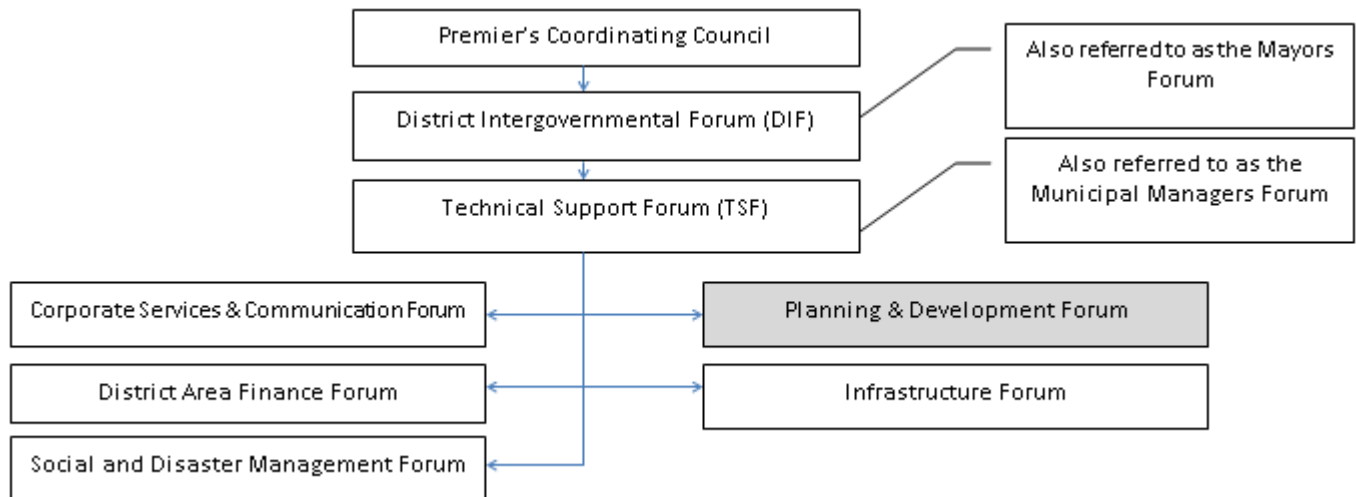 Premier's Coordinating Council
Also referred to as the Mayors
Forum
District Intergovernmental Forum (DIF)
Also referred to as the
Municipal Managers Forum
Technical Support Forum (TSF)
Corporate Services & Communication Forum
Planning & Development Forum
District Area Finance Forum
Infrastructure Forum
Social and Disaster Management Forum